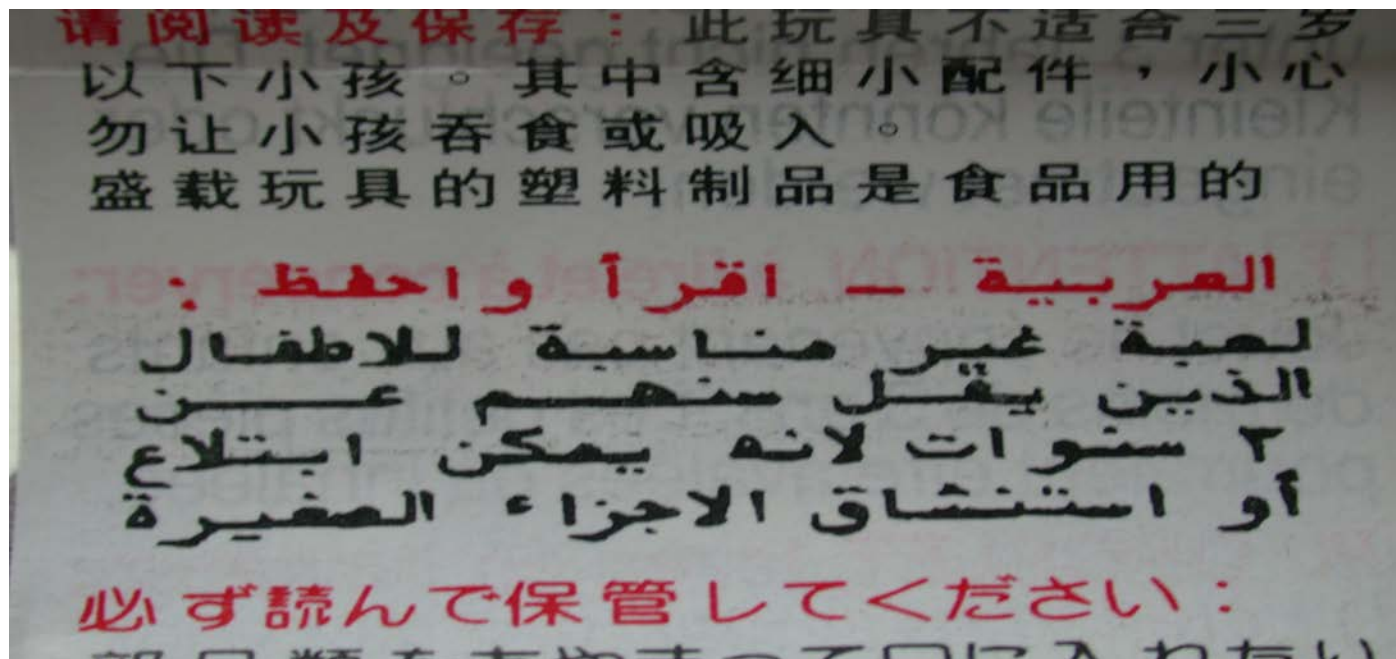 请阅读及保存：此玩具不适合三岁
以下小孩。其中含细小配件，小心
勿让小孩吞食或吸入。
盛载玩具的塑料制品是食品用的
العربية – اقرأ واحفظ :
لعبة غير مناسبة للاطفال
الذين يقل سنهم عن
٣ سنوات لانه يمكن ابتلاع
أو استنشاق الاجزاء الصغيرة
必ず読んで保管してください：